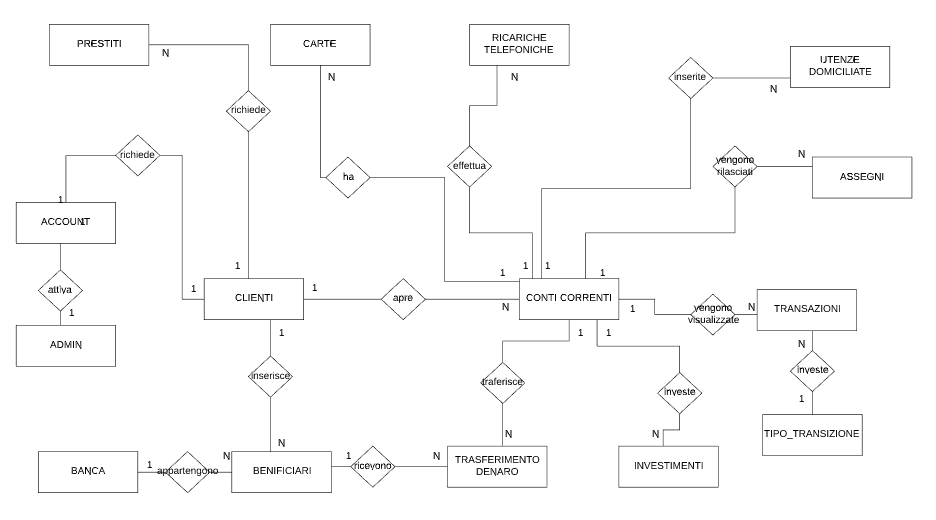 PRESTITI
N
CARTE
N
RICARICHE
TELEFONICHE
N
inserite
N
UTENZE
DOMICILIATE
richiede
richiede
ha
effettua
vengono
rilasciati
N
ASSEGNI
1
ACCOUNT
1
attiva
1
ADMIN
1
1
CLIENTI
1
apre
N
1
1
1
1
CONTI CORRENTI
1
vengono
visualizzate
N
TRANSAZIONI
N
investe
1
TIPO_TRANSIZIONE
1
inserisce
N
1
traferisce
N
1
investe
N
BANCA
1
appartengono
N
BENIFICIARI
1
ricevono
N
TRASFERIMENTO
DENARO
INVESTIMENTI